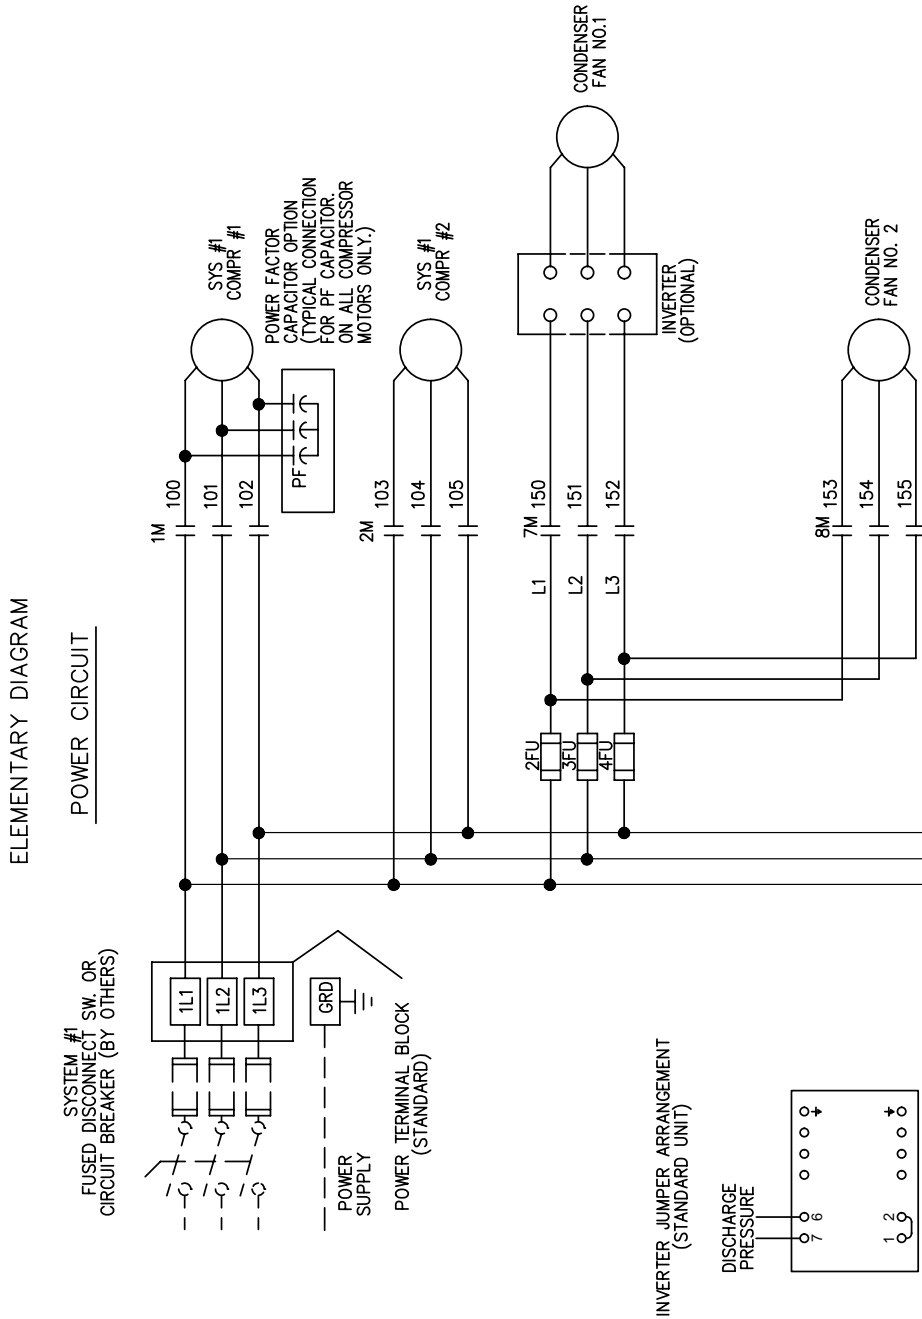 ELEMENTARY DIAGRAM
POWER CIRCUIT
SYSTEM #1
FUSED DISCONNECT SW. OR
CIRCUIT BREAKER (BY OTHERS)
1L1
1L2
1L3
GRD
POWER
SUPPLY
POWER TERMINAL BLOCK
(STANDARD)
1M
100
101
102
SYS #1
COMPR #1
PF
POWER FACTOR
CAPACITOR OPTION
(TYPICAL CONNECTION
FOR PF CAPACITOR.
ON ALL COMPRESSOR
MOTORS ONLY.)
2M
103
104
105
SYS #1
COMPR #2
2FU
3FU
4FU
L1
L2
L3
7M
150
151
152
INVERTER
(OPTIONAL)
CONDENSER
FAN NO.1
8M
153
154
155
CONDENSER
FAN NO. 2
INVERTER JUMPER ARRANGEMENT
(STANDARD UNIT)
DISCHARGE
PRESSURE
7
6
1
2